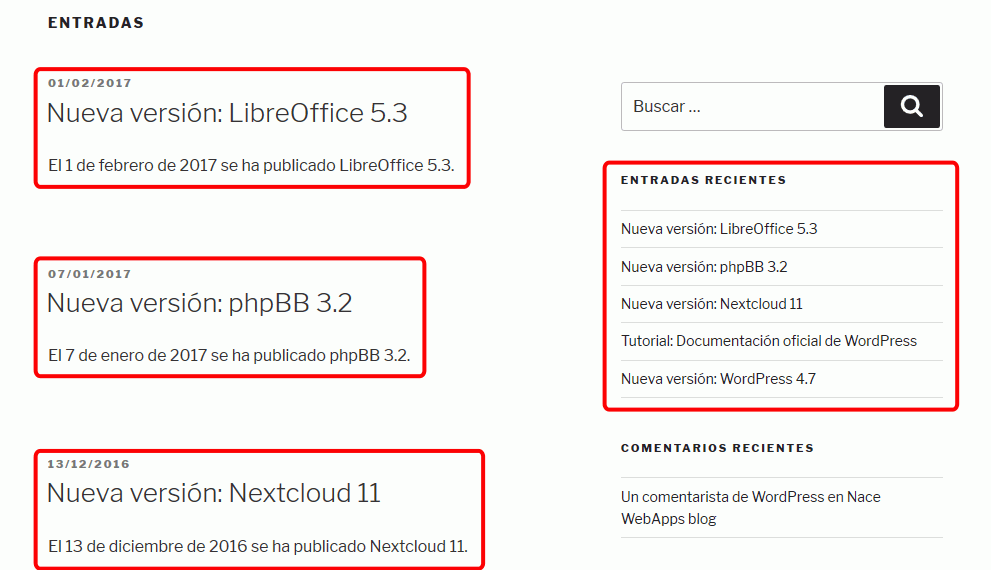 ENTRADAS
01/02/2017
Nueva versión: LibreOffice 5.3
El 1 de febrero de 2017 se ha publicado LibreOffice 5.3.
07/01/2017
Nueva versión: phpBB 3.2
El 7 de enero de 2017 se ha publicado phpBB 3.2.
13/12/2016
Nueva versión: Nextcloud 11
El 13 de diciembre de 2016 se ha publicado Nextcloud 11.
Buscar ...
ENTRADAS RECIENTES
Nueva versión: LibreOffice 5.3
Nueva versión: phpBB 3.2
Nueva versión: Nextcloud 11
Tutorial: Documentación oficial de WordPress
Nueva versión: WordPress 4.7
COMENTARIOS RECIENTES
Un comentarista de WordPress en Nace
WebApps blog